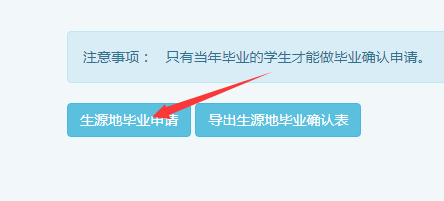 注意事项： 只有当年毕业的学生才能做毕业确认申请。
生源地毕业申请 导出生源地毕业确认表